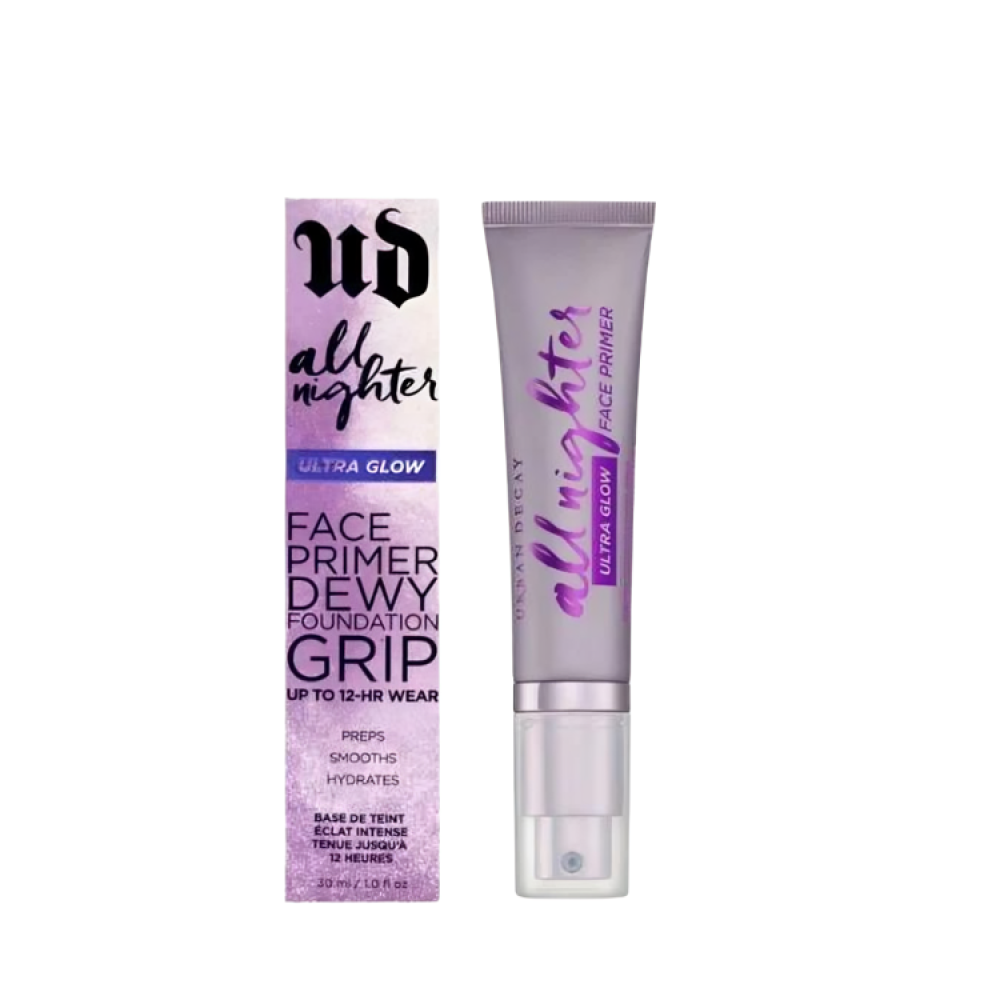 UD
all
nighter
ULTRA GLOW
FACE
PRIMER
DEWY
FOUNDATION
GRIP
UP TO 12-HR WEAR
PREPS
SMOOTHS
HYDRATES
BASE DE TEINT
ÉCLAT INTENSE
TENUE JUSQU'À
12 HEURES
30 ml / 1.0 fl oz
URBAN DECAY
all nighter
ULTRA GLOW FACE PRIMER